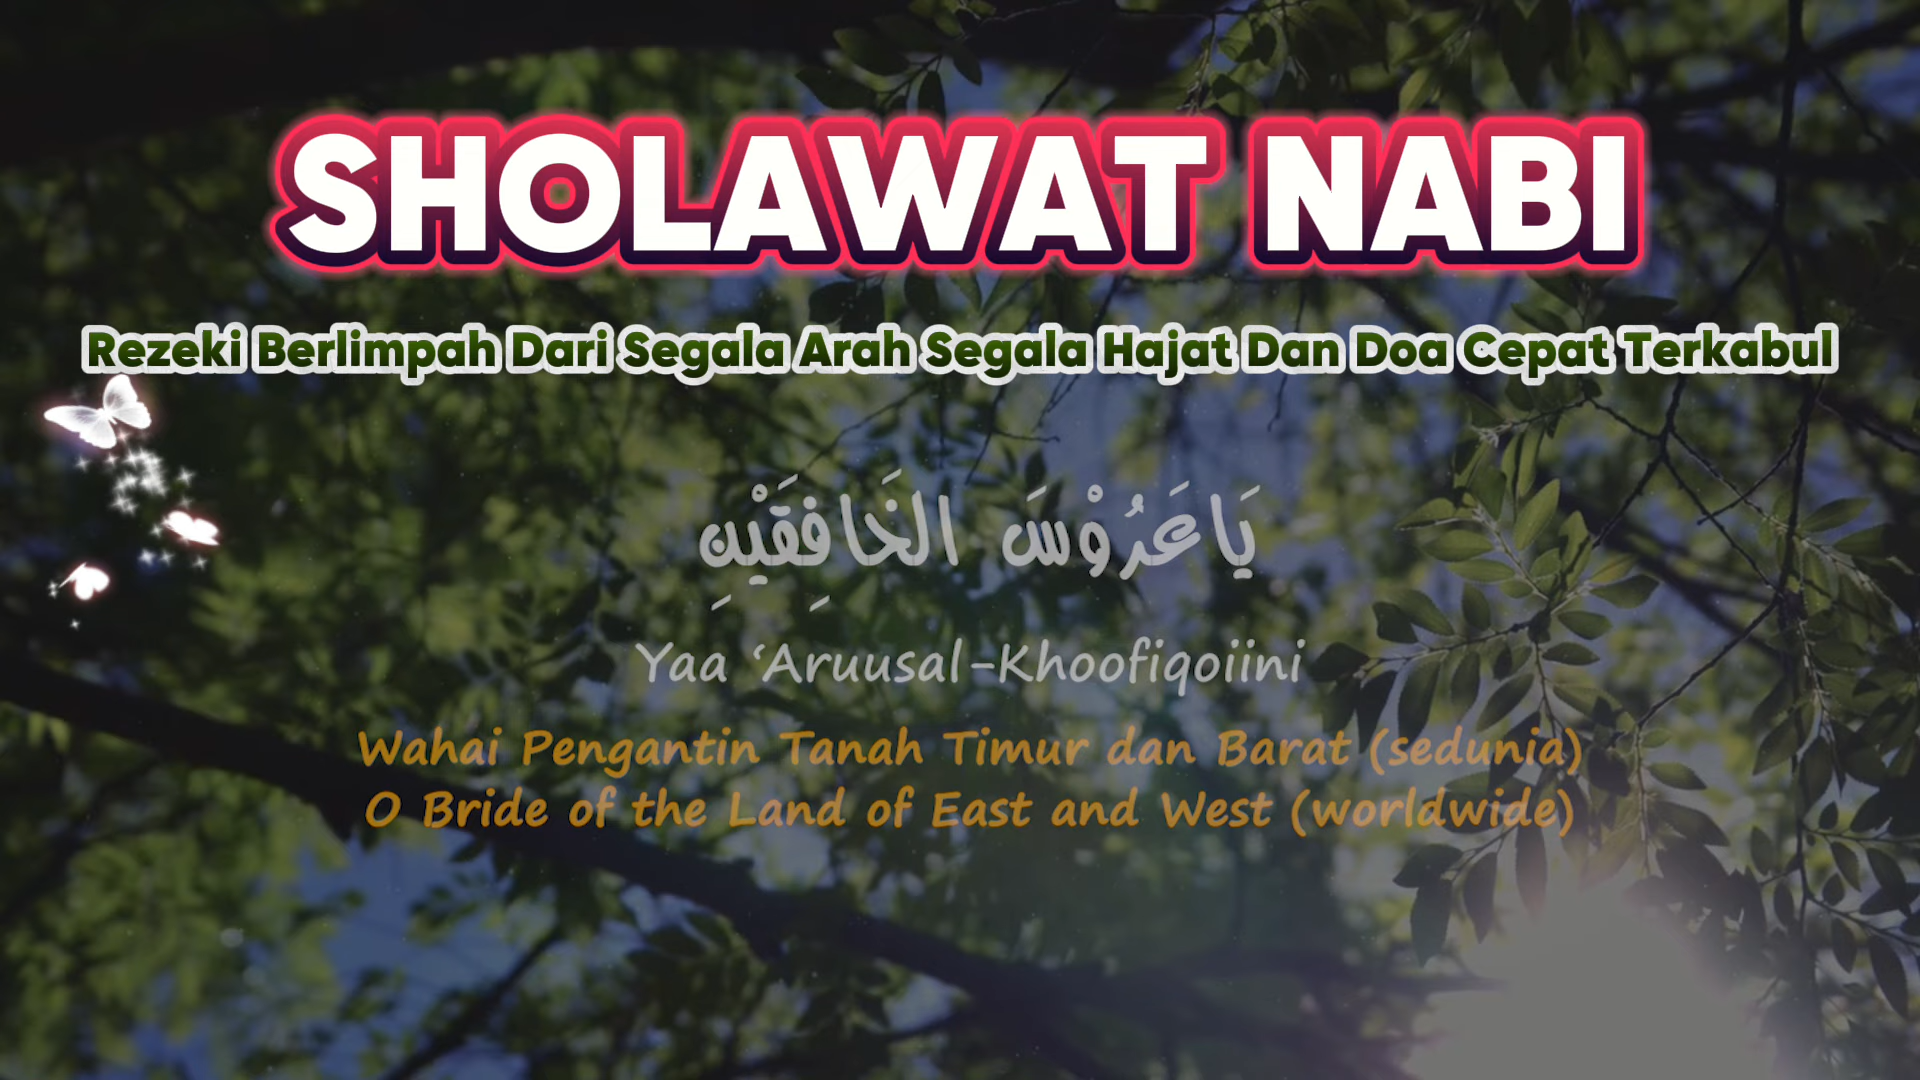 SHOLAWAT NABI
Rezeki Berlimpah Dari Segala Arah Segala Hajat Dan Doa Cepat Terkabul
يَا عَرُوْسَ الخَافِقَيْنِ
Yaa ‘Aruusal-Khoofiqoiini
Wahai Pengantin Tanah Timur dan Barat (sedunia)
O Bride of the Land of East and West (worldwide)